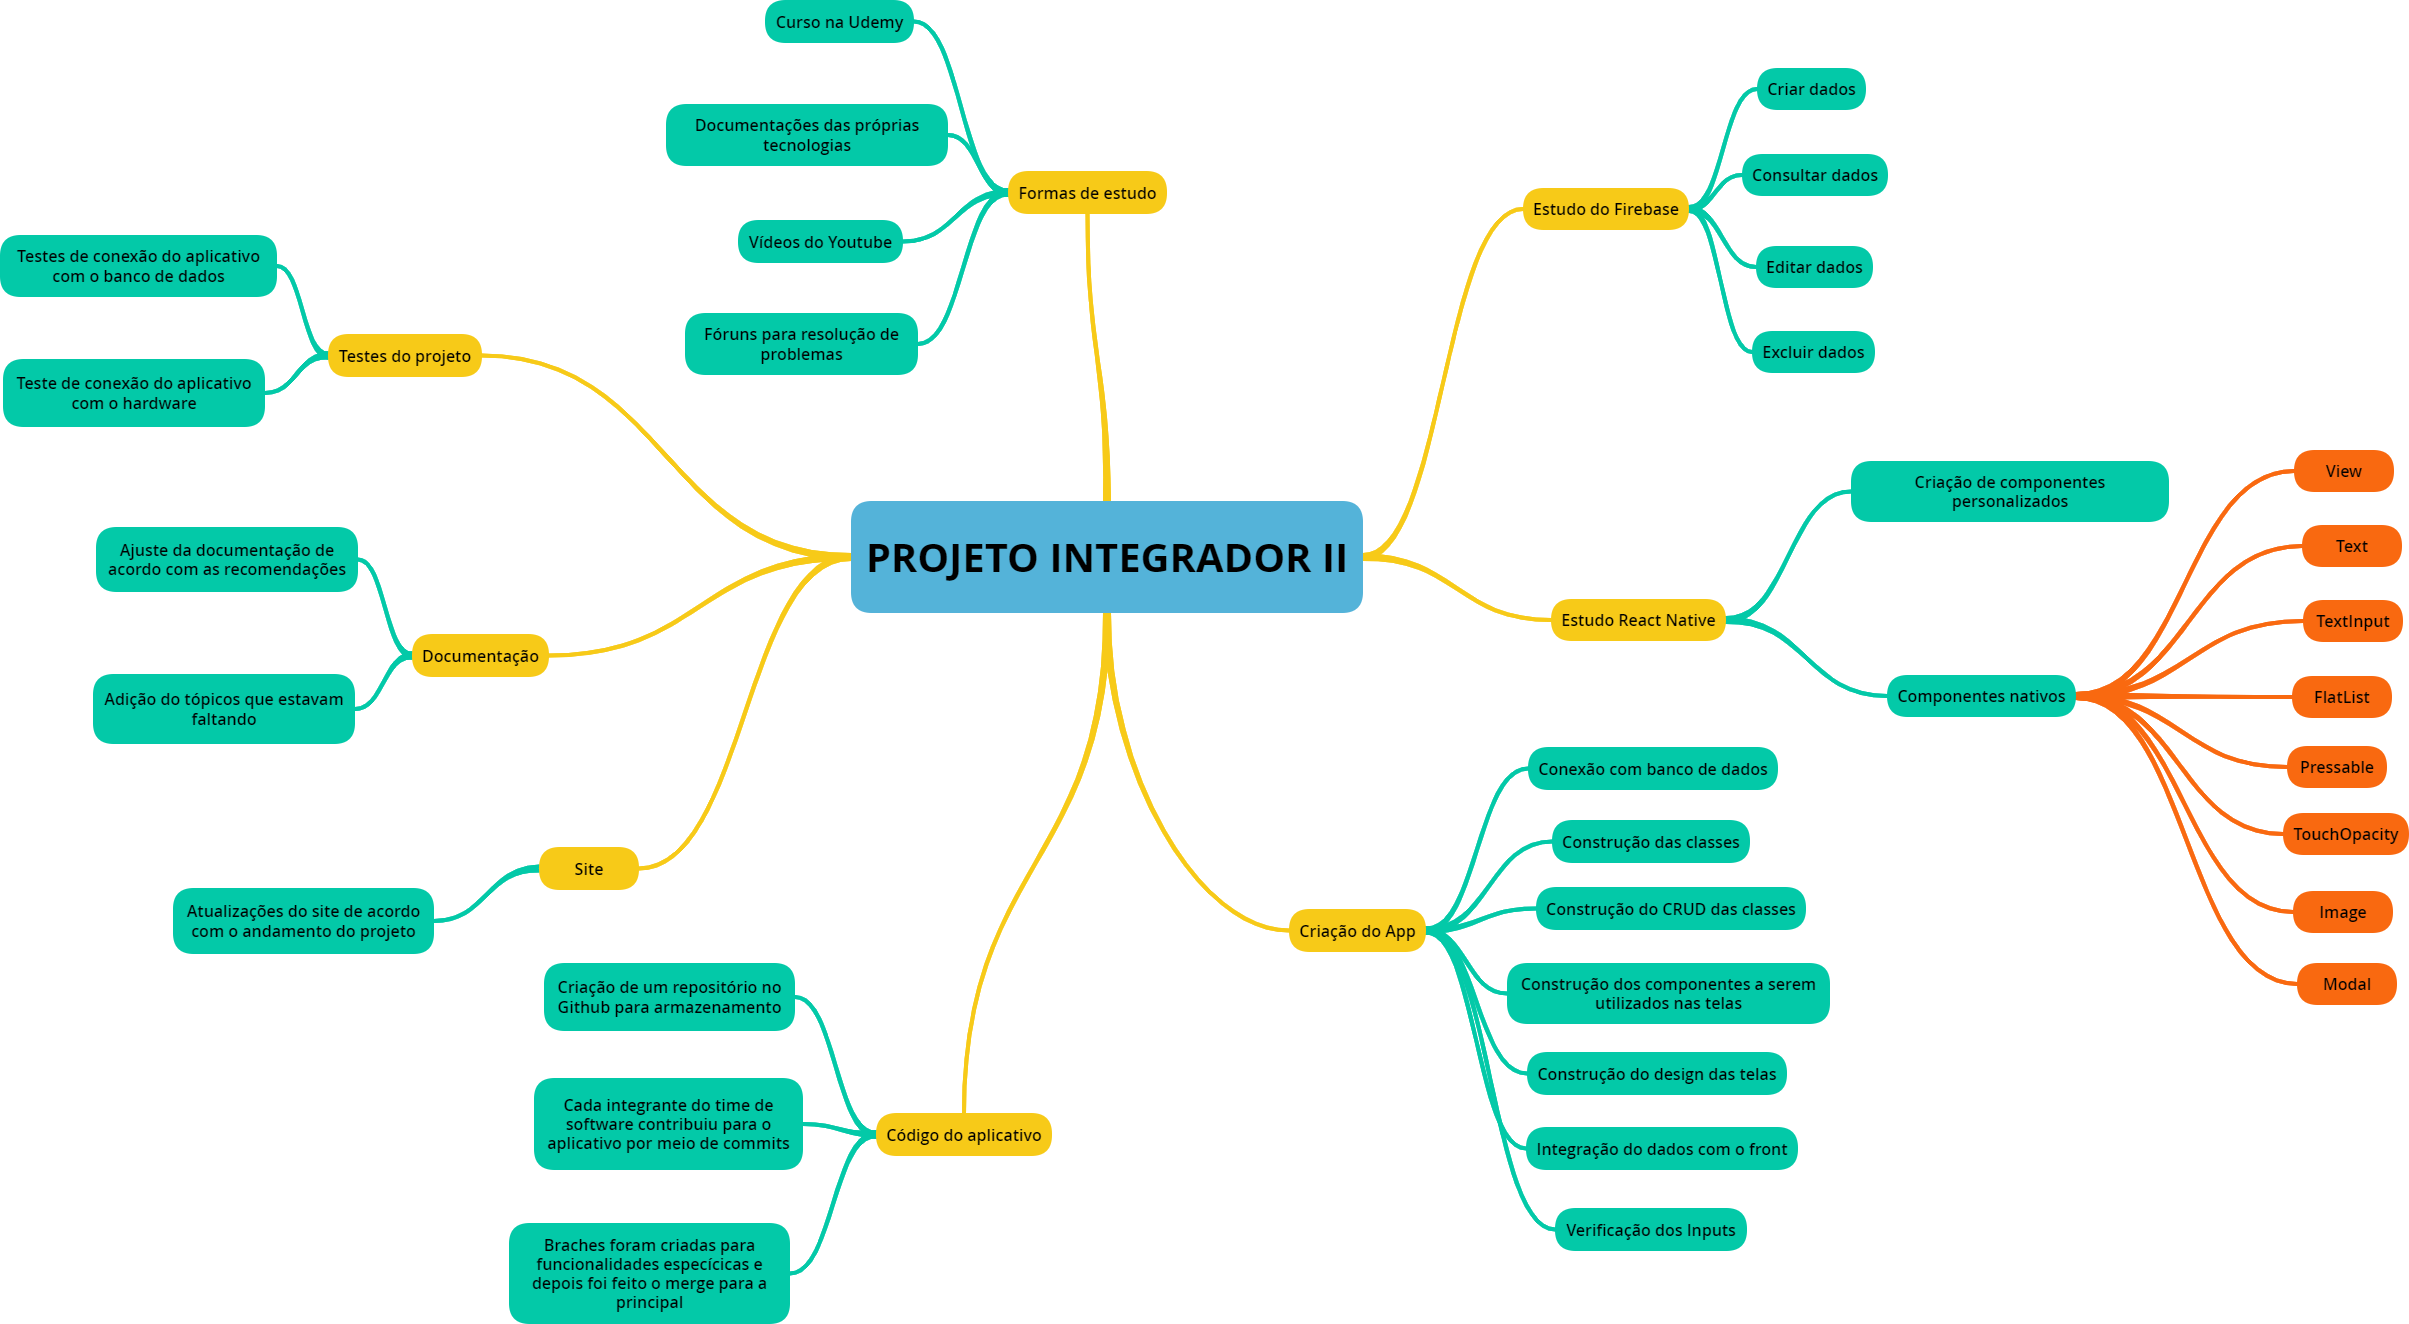 PROJETO INTEGRADOR II
Formas de estudo
Curso na Udemy
Documentações das próprias
tecnologias
Vídeos do Youtube
Fóruns para resolução de
problemas
Testes do projeto
Testes de conexão do aplicativo
com o banco de dados
Teste de conexão do aplicativo
com o hardware
Documentação
Ajuste da documentação de
acordo com as recomendações
Adição do tópicos que estavam
faltando
Site
Atualizações do site de acordo
com o andamento do projeto
Código do aplicativo
Criação de um repositório no
Github para armazenamento
Cada integrante do time de
software contribuiu para o
aplicativo por meio de commits
Braches foram criadas para
funcionalidades especícicas e
depois foi feito o merge para a
principal
Estudo do Firebase
Criar dados
Consultar dados
Editar dados
Excluir dados
Estudo React Native
Criação de componentes
personalizados
Componentes nativos
View
Text
TextInput
FlatList
Pressable
TouchOpacity
Image
Modal
Criação do App
Conexão com banco de dados
Construção das classes
Construção do CRUD das classes
Construção dos componentes a serem
utilizados nas telas
Construção do design das telas
Integração do dados com o front
Verificação dos Inputs